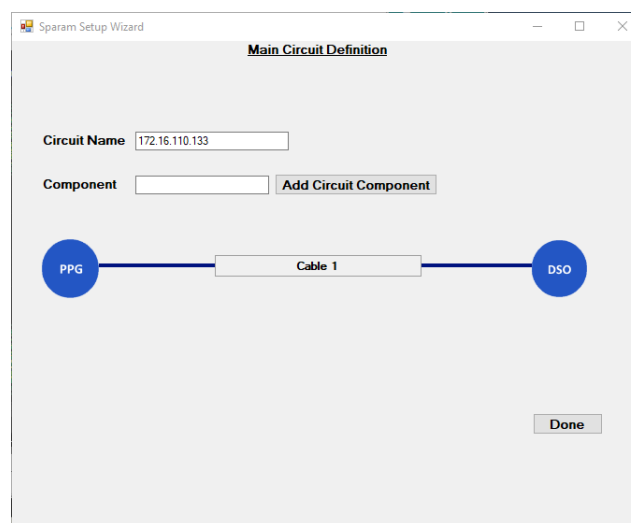 Sparam Setup Wizard
Main Circuit Definition
Circuit Name 172.16.110.133
Component Add Circuit Component
PPG Cable 1 DSO
Done